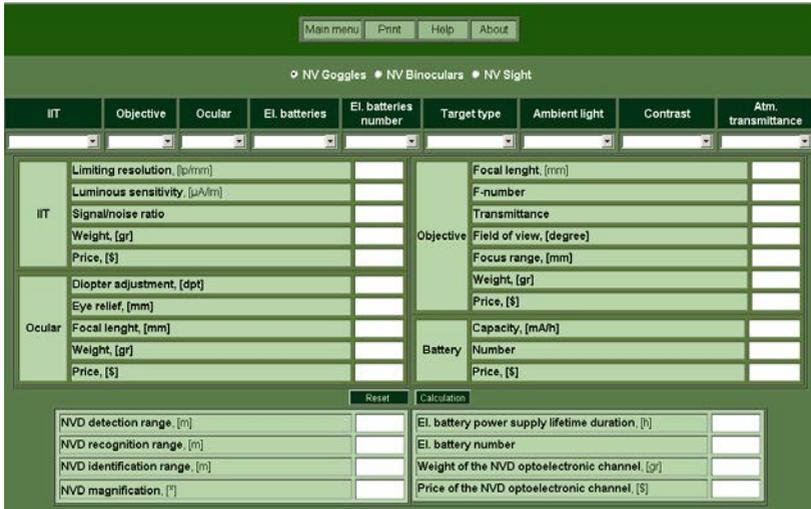 Main menu Print Help About
NV Goggles NV Binoculars NV Sight
IIT Objective Ocular El. batteries El. batteries number Target type Ambient light Contrast Atm. transmittance
IIT
Limiting resolution, [lp/mm]
Luminous sensitivity, [µA/lm]
Signal/noise ratio
Weight, [gr]
Price, [$]
Ocular
Diopter adjustment, [dpt]
Eye relief, [mm]
Focal lenght, [mm]
Weight, [gr]
Price, [$]
Objective
Focal lenght, [mm]
F-number
Transmittance
Field of view, [degree]
Focus range, [mm]
Weight, [gr]
Price, [$]
Battery
Capacity, [mA/h]
Number
Price, [$]
Reset Calculation
NVD detection range, [m]
NVD recognition range, [m]
NVD identification range, [m]
NVD magnification, [x]
El. battery power supply lifetime duration, [h]
El. battery number
Weight of the NVD optoelectronic channel, [gr]
Price of the NVD optoelectronic channel, [$]